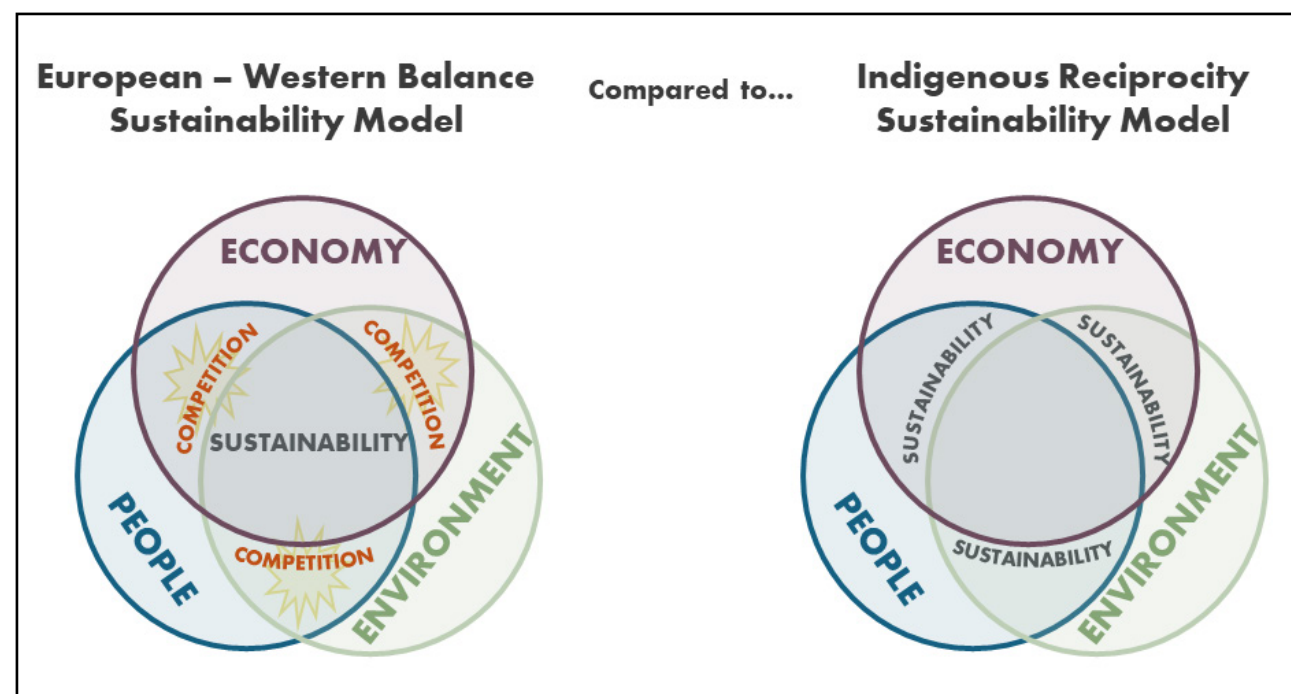 European – Western Balance
Sustainability Model
Compared to...
Indigenous Reciprocity
Sustainability Model
ECONOMY
COMPETITION
COMPETITION
SUSTAINABILITY
PEOPLE
COMPETITION
ENVIRONMENT
ECONOMY
SUSTAINABILITY
SUSTAINABILITY
PEOPLE
SUSTAINABILITY
ENVIRONMENT